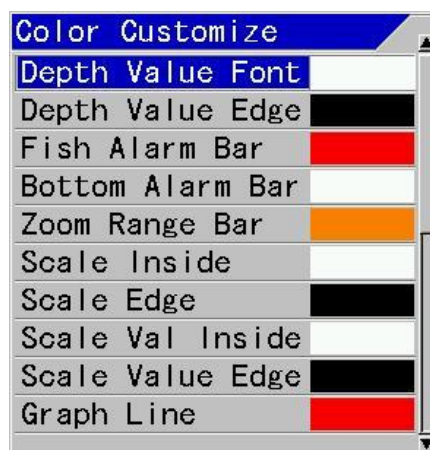 Color Customize
Depth Value Font
Depth Value Edge
Fish Alarm Bar
Bottom Alarm Bar
Zoom Range Bar
Scale Inside
Scale Edge
Scale Val Inside
Scale Value Edge
Graph Line